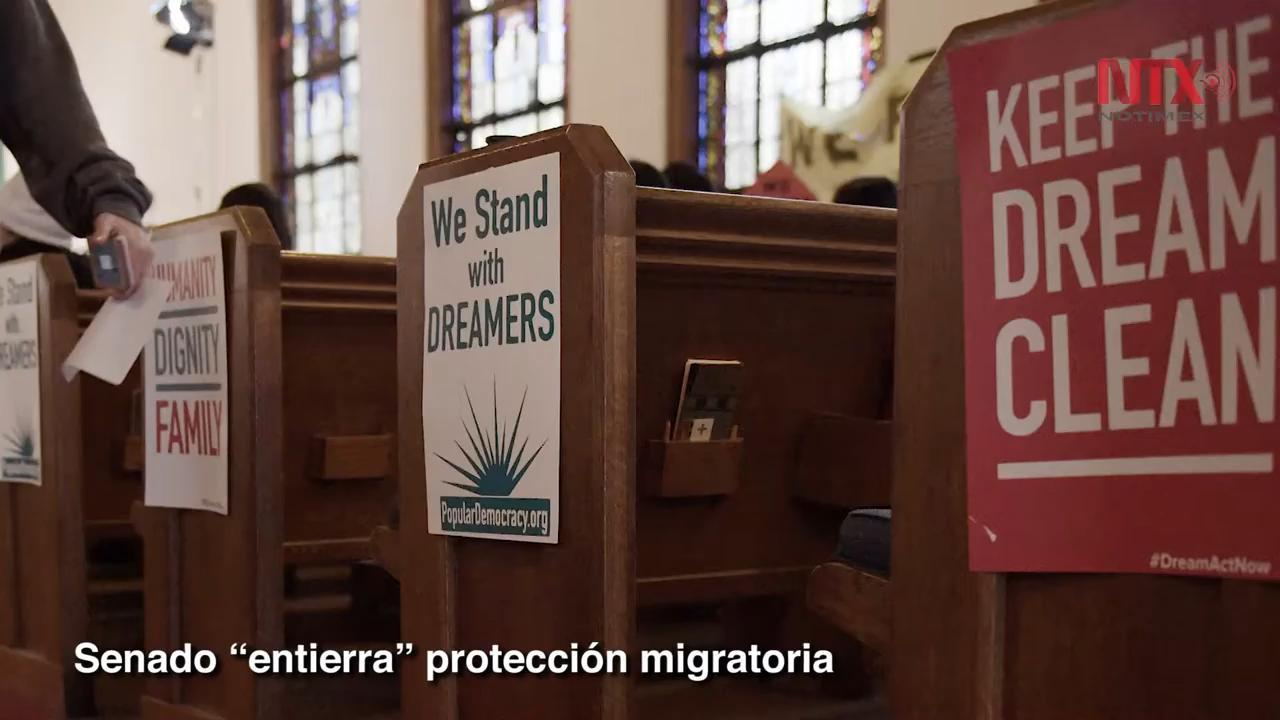 We Stand
with
DREAMERS
HUMANITY
DIGNITY
FAMILY
We Stand
with
DREAMERS
PopularDemocracy.org
KEEP THE
DREAM
CLEAN
#DreamActNow
NTX
NOTIMEX
Senado “entierra” protección migratoria